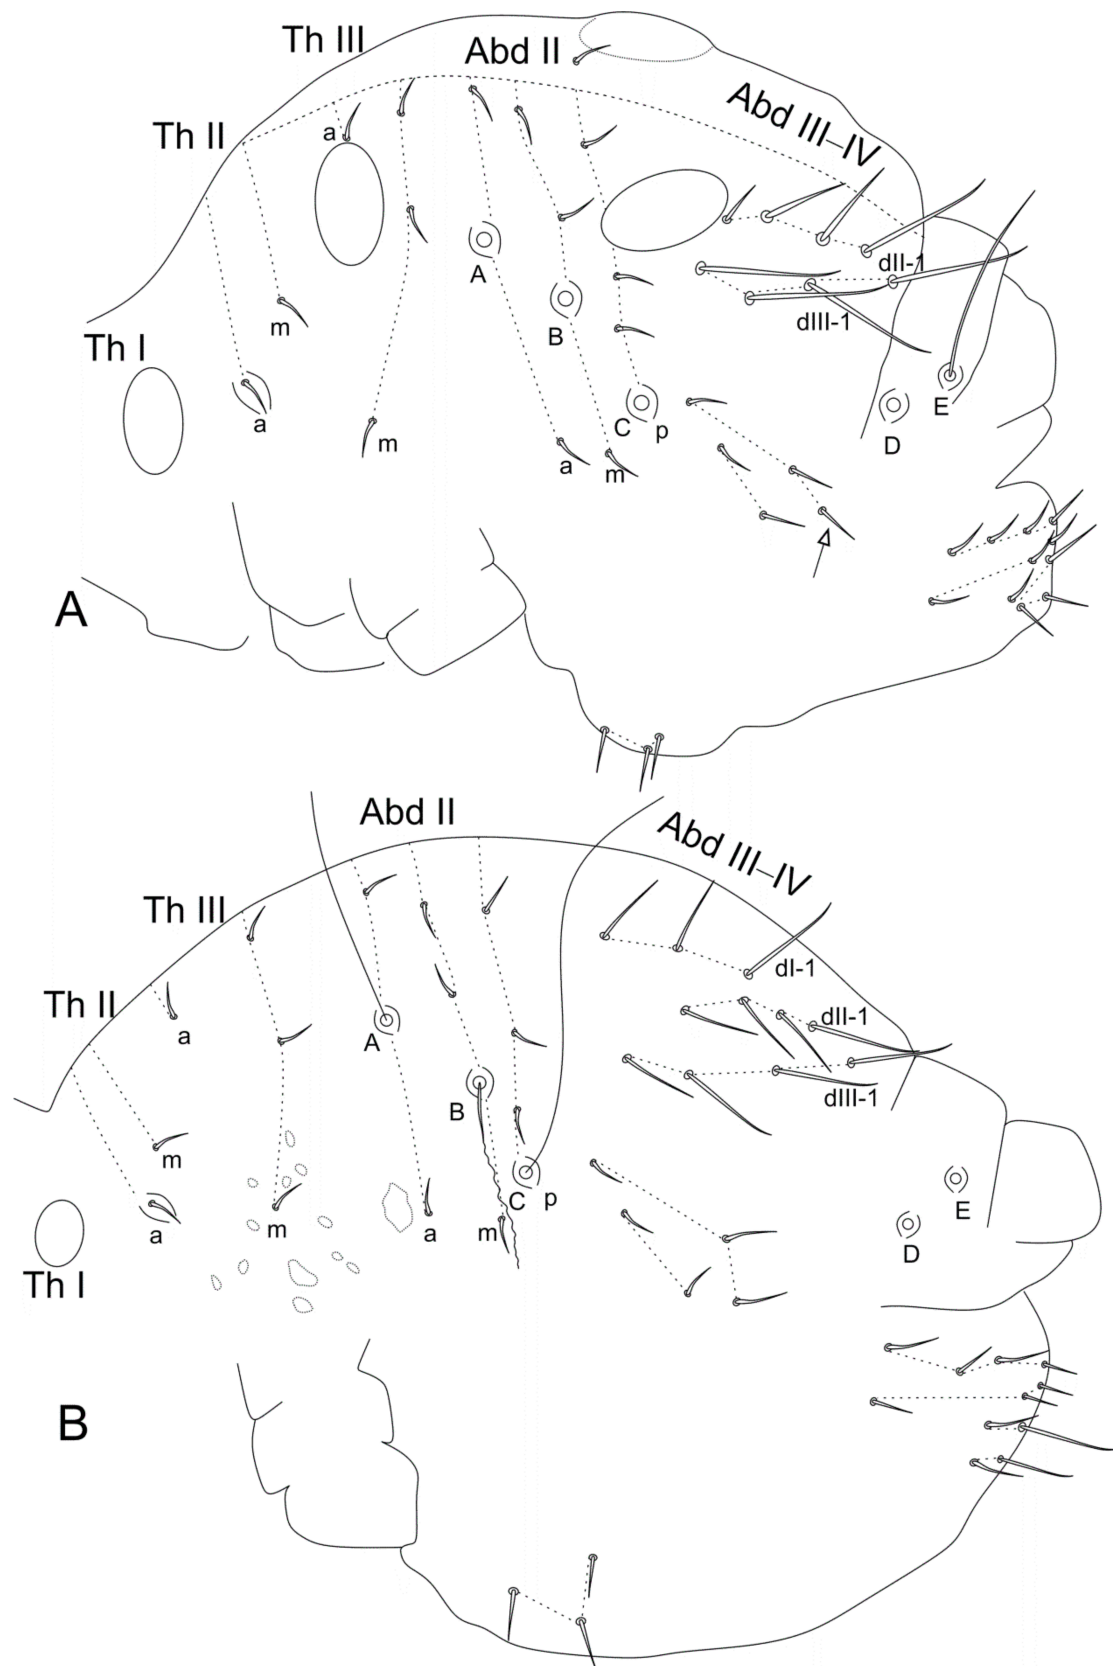 Th III
Abd II
Abd III–IV
Th II
a
A
m
dII-1
dIII-1
Th I
B
E
a
C
p
D
m
a
m
A
Abd II
Abd III–IV
Th III
dI-1
Th II
a
dII-1
A
dIII-1
B
m
C
p
E
a
m
a
m
D
Th I
B